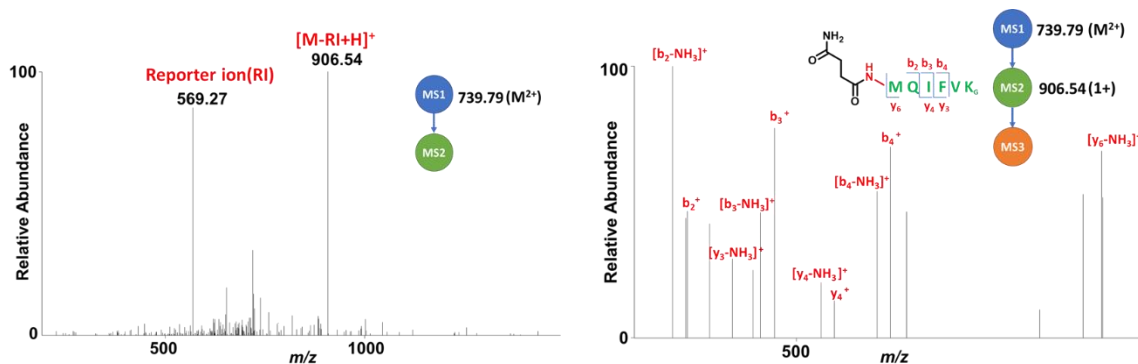 [M-RI+H]+
906.54
Reporter ion(RI)
569.27
100
Relative Abundance
0
500
1000
m/z
MS1
739.79 (M2+)
MS2
100
Relative Abundance
0
500
m/z
[b2-NH3]+
b2+
[y3-NH3]+
[b3-NH3]+
b3+
[y4-NH3]+
y4+
[b4-NH3]+
b4+
[y6-NH3]+
NH2
O
O
H
N
b2 b3 b4
M Q I F V KG
y6 y4 y3
MS1
739.79 (M2+)
MS2
906.54 (1+)
MS3